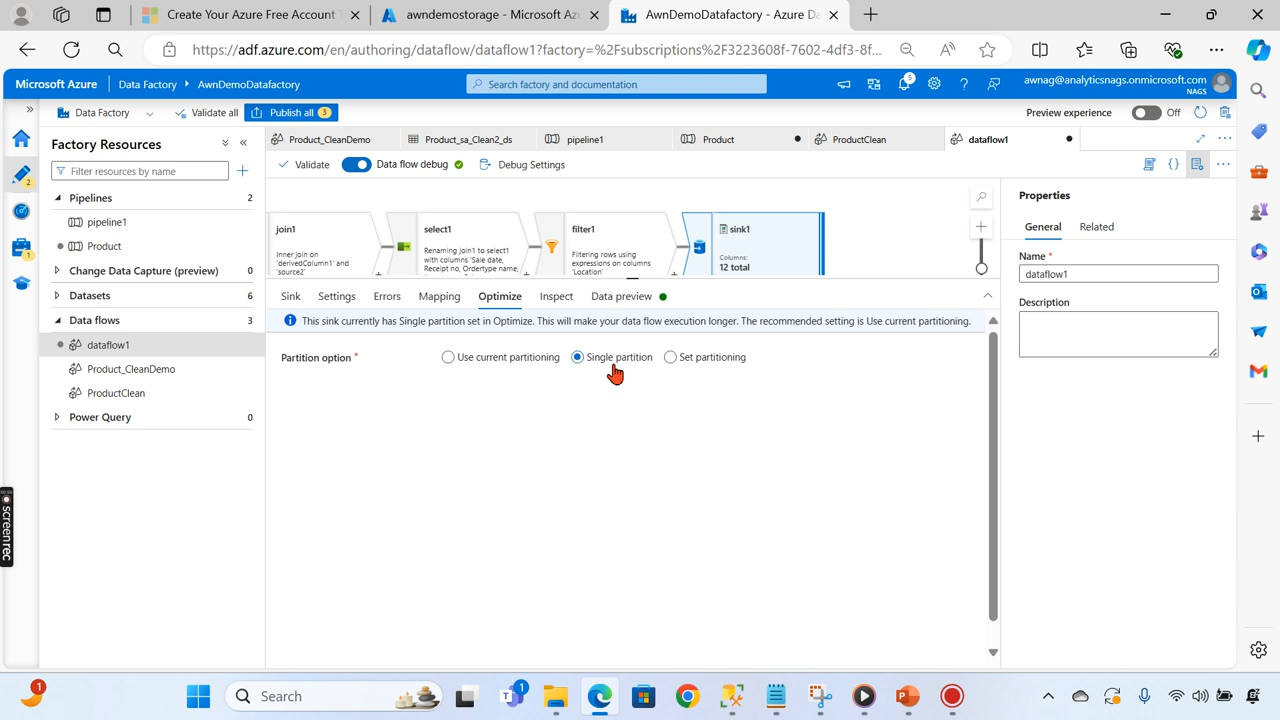 Create Your Azure Free Account T
awndemostorage - Microsoft Az
AwnDemoDatafactory - Azure Da
https://adf.azure.com/en/authoring/dataflow/dataflow1?factory=%2Fsubscriptions%2F3223608f-7602-4df3-8f...
Microsoft Azure
Data Factory
AwnDemoDatafactory
Search factory and documentation
5
awnag@analyticsnags.onmicrosoft.com
NAGS
Data Factory
Validate all
Publish all
3
Preview experience
Off
Factory Resources
Product_CleanDemo
Product_sa_Clean2_ds
pipeline1
Product
ProductClean
dataflow1
Filter resources by name
Validate
Data flow debug
Debug Settings
2
1
Pipelines
2
pipeline1
Product
Change Data Capture (preview)
0
Datasets
6
Data flows
3
dataflow1
Product_CleanDemo
ProductClean
Power Query
0
join1
Inner join on
'derivedColumn1' and
'source2'
select1
Renaming join1 to select1
with columns 'Sale date,
Receipt no, Ordertype name,
filter1
Filtering rows using
expressions on columns
'Location'
sink1
Columns:
12 total
Sink
Settings
Errors
Mapping
Optimize
Inspect
Data preview
This sink currently has Single partition set in Optimize. This will make your data flow execution longer. The recommended setting is Use current partitioning.
Partition option *
Use current partitioning
Single partition
Set partitioning
Properties
General
Related
Name *
dataflow1
Description
screenrec
1
Search
1